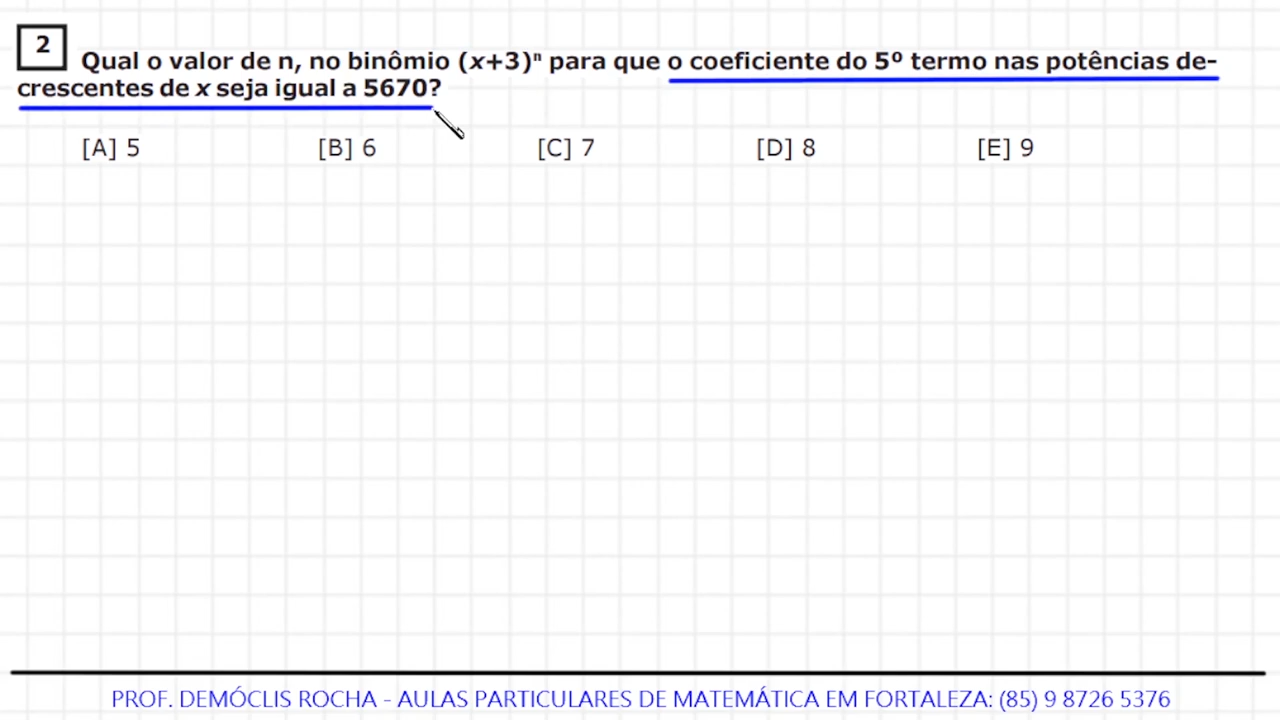 2
Qual o valor de n, no binômio (x+3)ⁿ para que o coeficiente do 5º termo nas potências de-
crescentes de x seja igual a 5670?
[A] 5 [B] 6 [C] 7 [D] 8 [E] 9
PROF. DEMÓCLIS ROCHA - AULAS PARTICULARES DE MATEMÁTICA EM FORTALEZA: (85) 9 8726 5376